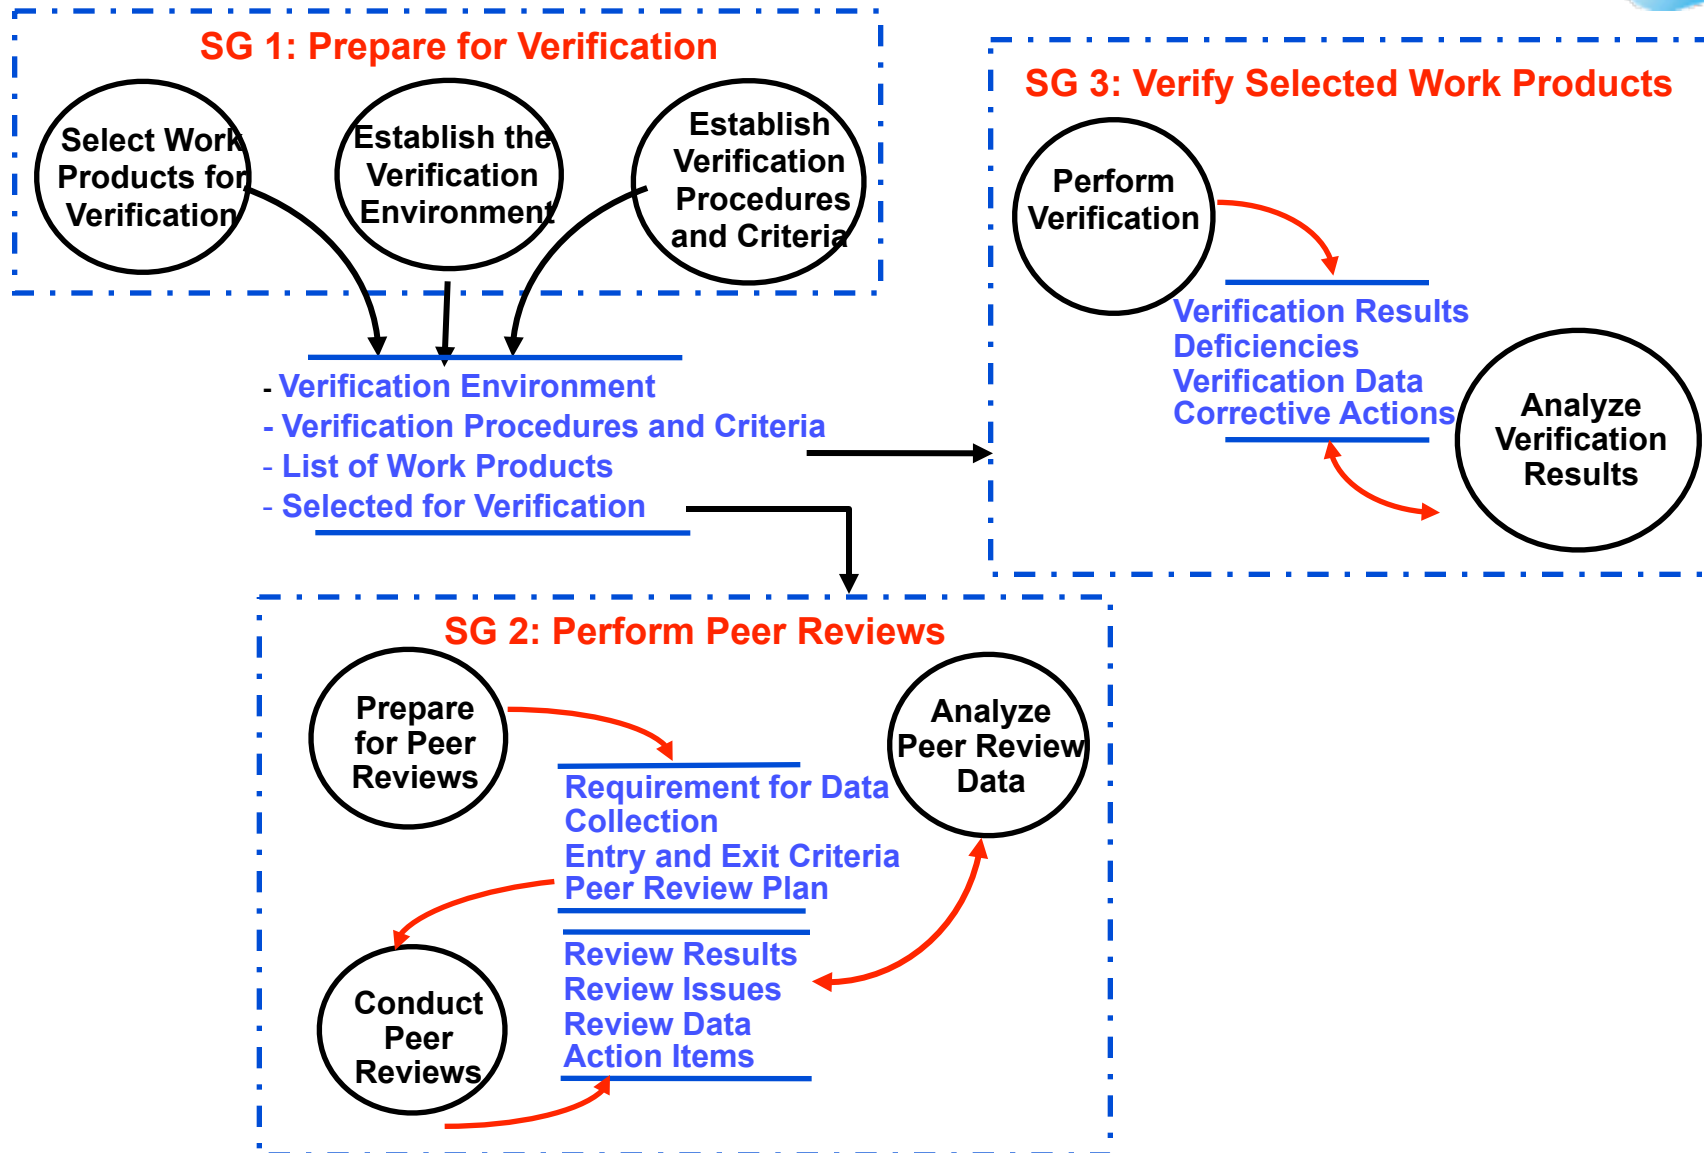 SG 1: Prepare for Verification
Select Work
Products for
Verification
Establish the
Verification
Environment
Establish
Verification
Procedures
and Criteria
- Verification Environment
- Verification Procedures and Criteria
- List of Work Products
- Selected for Verification
SG 3: Verify Selected Work Products
Perform
Verification
Verification Results
Deficiencies
Verification Data
Corrective Actions
Analyze
Verification
Results
SG 2: Perform Peer Reviews
Prepare
for Peer
Reviews
Requirement for Data
Collection
Entry and Exit Criteria
Peer Review Plan
Analyze
Peer Review
Data
Conduct
Peer
Reviews
Review Results
Review Issues
Review Data
Action Items